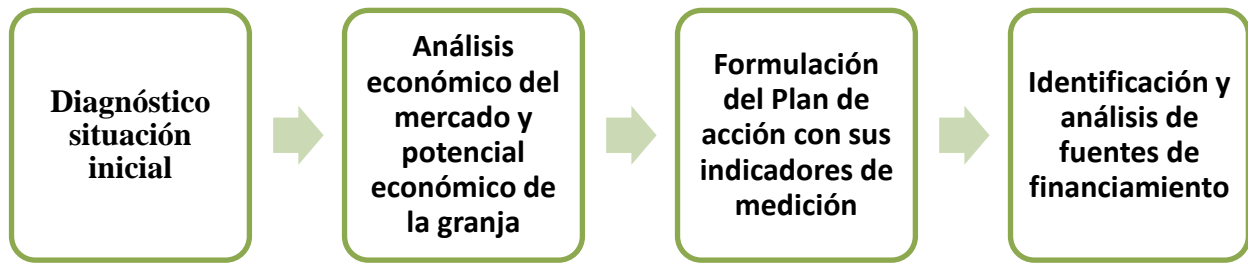 Diagnóstico
situación
inicial
Análisis
económico del
mercado y
potencial
económico de
la granja
Formulación
del Plan de
acción con sus
indicadores de
medición
Identificación y
análisis de
fuentes de
financiamiento